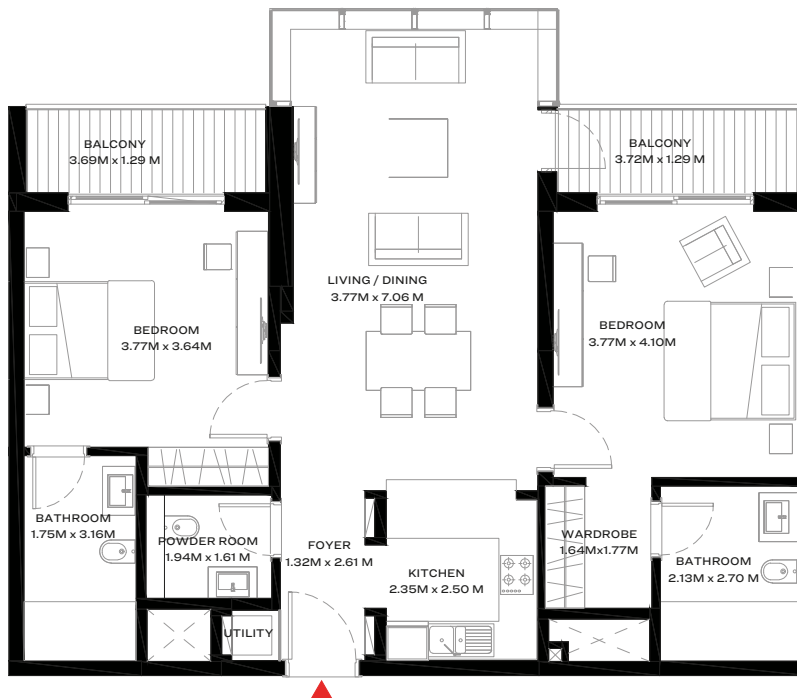 BALCONY
3.69M x 1.29 M
BALCONY
3.72M x 1.29 M
LIVING / DINING
3.77M x 7.06 M
BEDROOM
3.77M x 3.64M
BEDROOM
3.77M x 4.10M
BATHROOM
1.75M x 3.16M
POWDER ROOM
1.94M x 1.61 M
FOYER
1.32M x 2.61 M
KITCHEN
2.35M x 2.50 M
WARDROBE
1.64Mx1.77M
BATHROOM
2.13M x 2.70 M
UTILITY